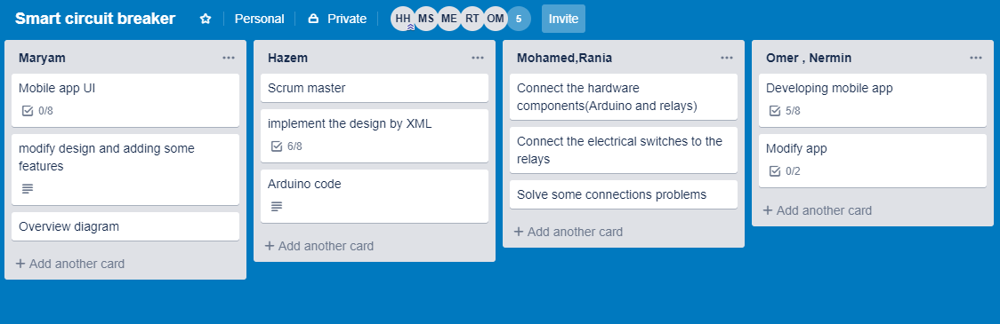 Smart circuit breaker Personal Private HH MS ME RT OM 5 Invite
Maryam
Mobile app UI
0/8
modify design and adding some
features
Overview diagram
+ Add another card
Hazem
Scrum master
implement the design by XML
6/8
Arduino code
+ Add another card
Mohamed,Rania
Connect the hardware
components(Arduino and relays)
Connect the electrical switches to the
relays
Solve some connections problems
+ Add another card
Omer , Nermin
Developing mobile app
5/8
Modify app
0/2
+ Add another card